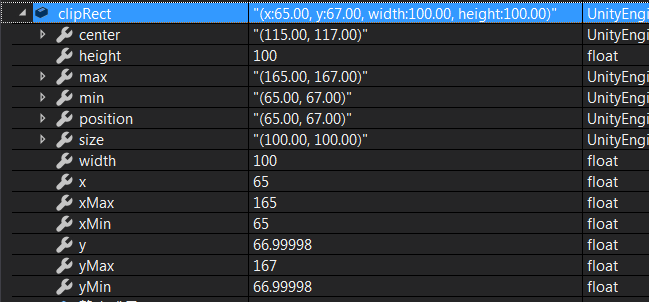 clipRect "(x:65.00, y:67.00, width:100.00, height:100.00)" UnityEngi
center "(115.00, 117.00)" UnityEngi
height 100 float
max "(165.00, 167.00)" UnityEngi
min "(65.00, 67.00)" UnityEngi
position "(65.00, 67.00)" UnityEngi
size "(100.00, 100.00)" UnityEngi
width 100 float
x 65 float
xMax 165 float
xMin 65 float
y 66.99998 float
yMax 167 float
yMin 66.99998 float